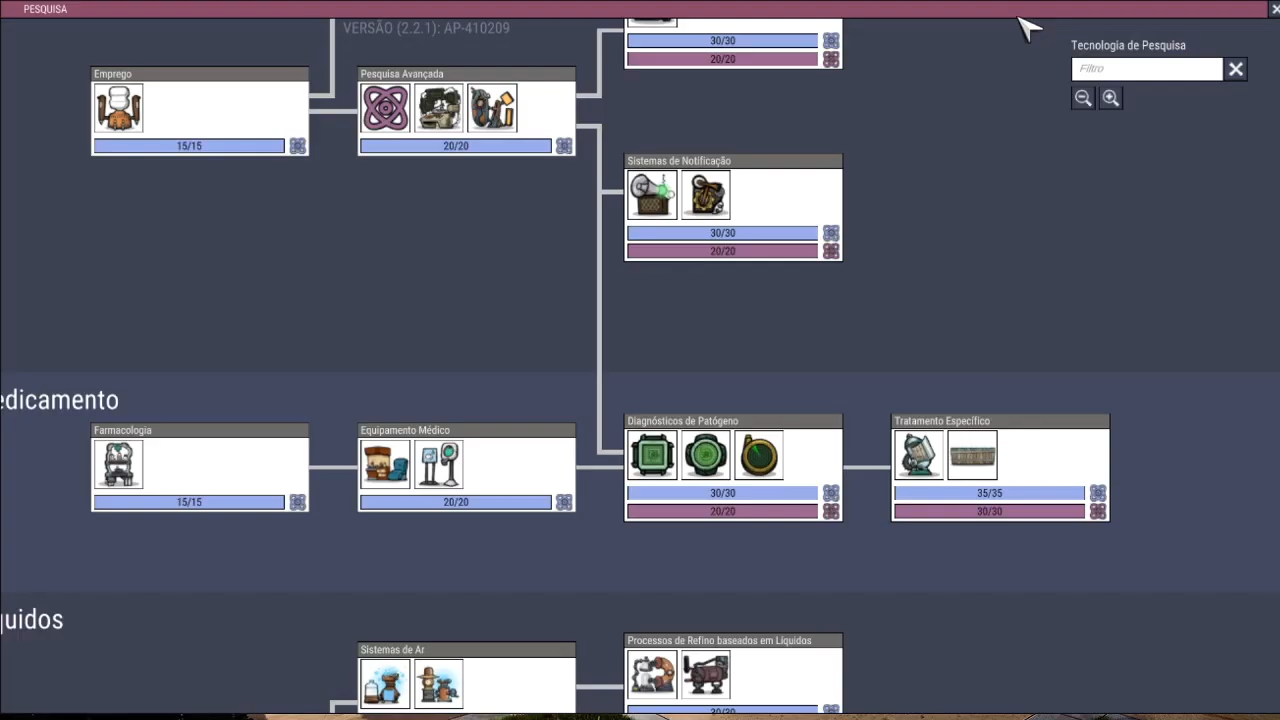 PESQUISA
VERSÃO (2.2.1): AP-410209
30/30
20/20
Tecnologia de Pesquisa
Filtro
Emprego
15/15
Pesquisa Avançada
20/20
Sistemas de Notificação
30/30
20/20
edicamento
Farmacologia
15/15
Equipamento Médico
20/20
Diagnósticos de Patógeno
30/30
20/20
Tratamento Específico
35/35
30/30
quidos
Sistemas de Ar
Processos de Refino baseados em Líquidos
30/30